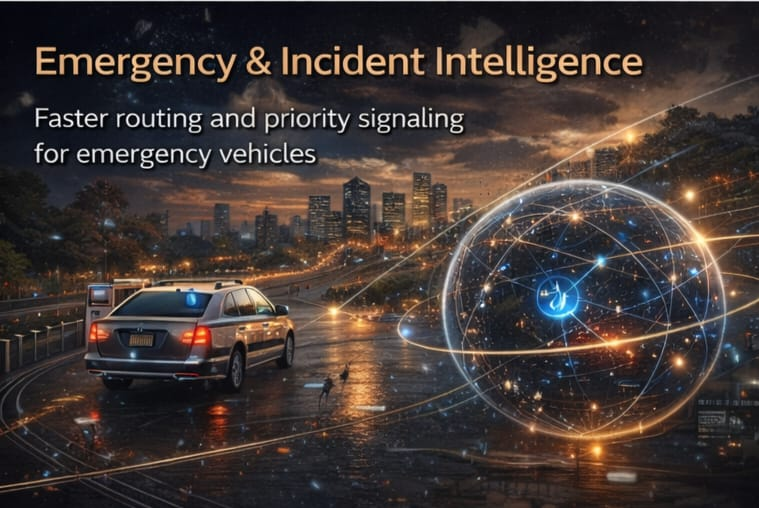 Emergency & Incident Intelligence
Faster routing and priority signaling
for emergency vehicles